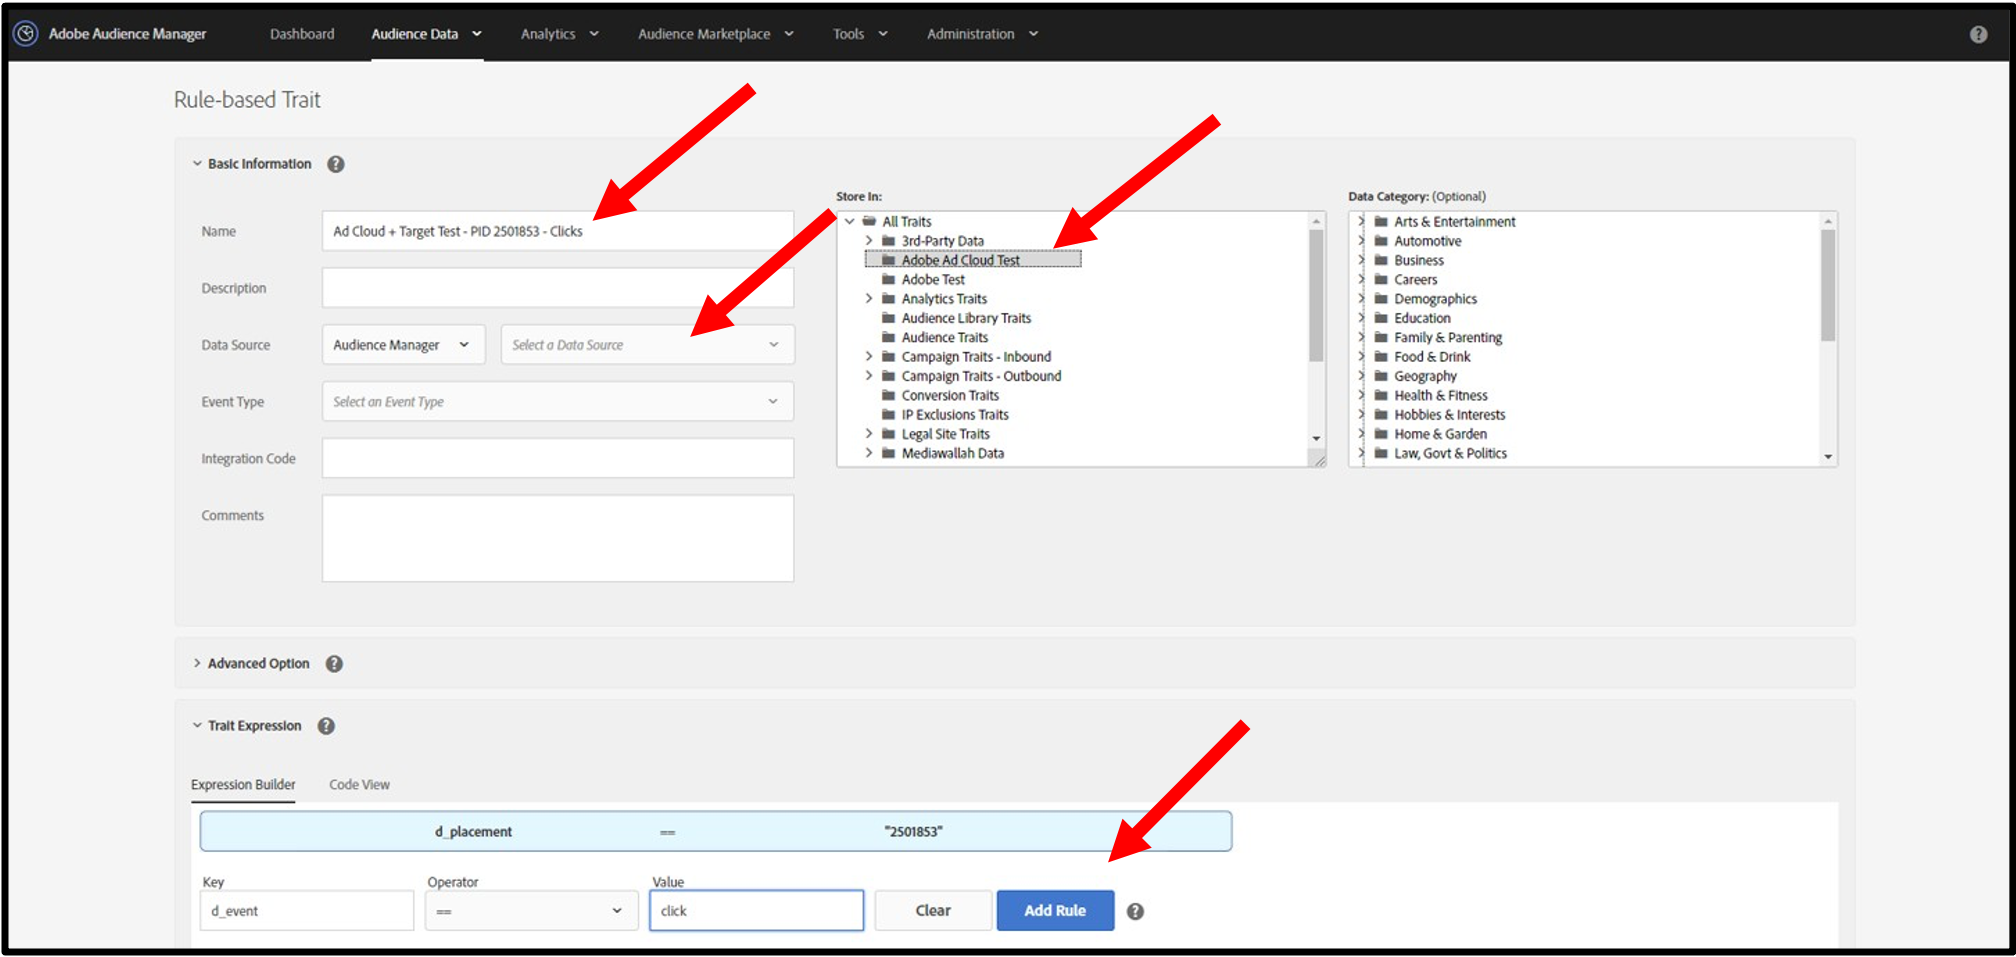 Adobe Audience Manager Dashboard Audience Data Analytics Audience Marketplace Tools Administration ?
Rule-based Trait
Basic Information ?
Name Ad Cloud + Target Test - PID 2501853 - Clicks
Description
Data Source Audience Manager Select a Data Source
Event Type Select an Event Type
Integration Code
Comments
Store In:
All Traits
3rd-Party Data
Adobe Ad Cloud Test
Adobe Test
Analytics Traits
Audience Library Traits
Audience Traits
Campaign Traits - Inbound
Campaign Traits - Outbound
Conversion Traits
IP Exclusions Traits
Legal Site Traits
Mediawallah Data
Data Category: (Optional)
Arts & Entertainment
Automotive
Business
Careers
Demographics
Education
Family & Parenting
Food & Drink
Geography
Health & Fitness
Hobbies & Interests
Home & Garden
Law, Govt & Politics
Advanced Option ?
Trait Expression ?
Expression Builder Code View
d_placement == "2501853"
Key Operator Value
d_event == click Clear Add Rule ?